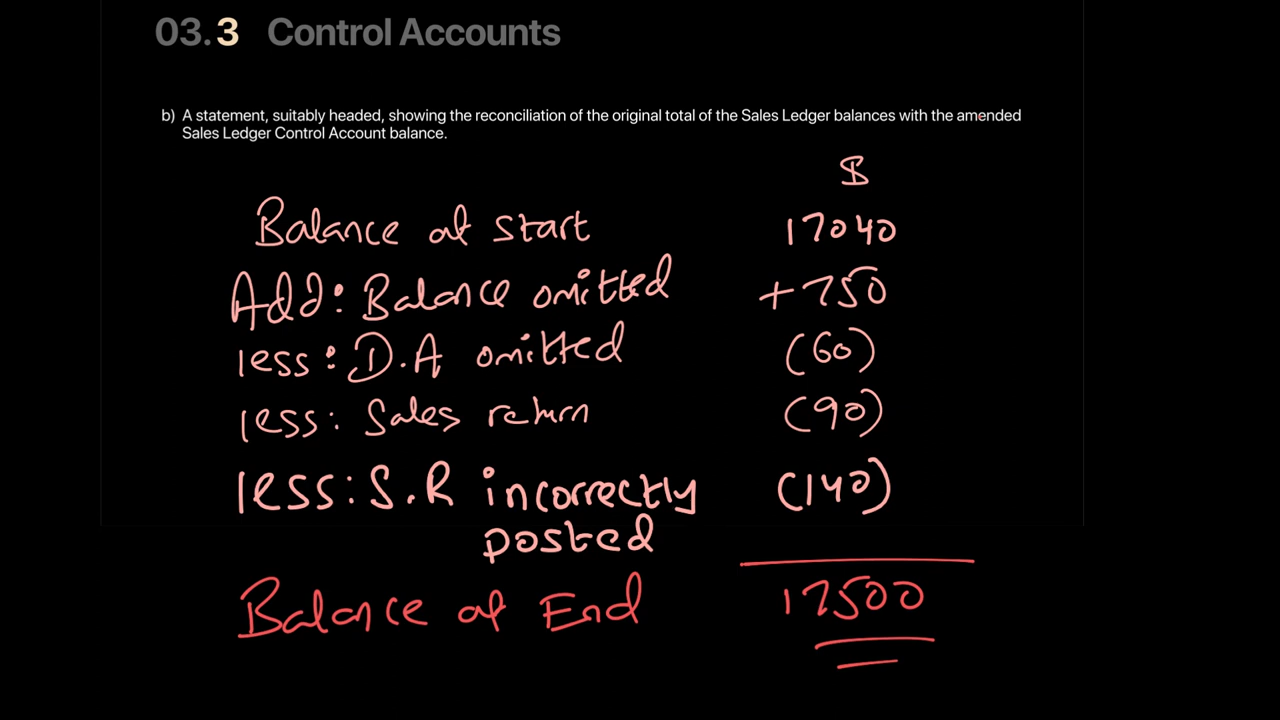 03.3 Control Accounts
b) A statement, suitably headed, showing the reconciliation of the original total of the Sales Ledger balances with the amended
Sales Ledger Control Account balance.
$
Balance at start 17040
Add: Balance omitted +750
less: D.A omitted (60)
less: Sales return (90)
less: S.R incorrectly (140)
posted
Balance at End 17500